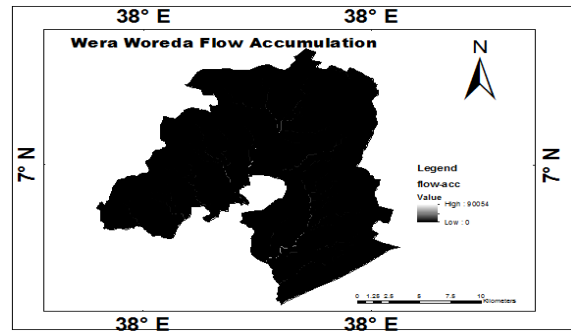 38° E 38° E
Wera Woreda Flow Accumulation
N
7° N 7° N
Legend
flow-acc
Value
High : 90054
Low : 0
0 1.25 2.5 5 7.5 10
Kilometers
38° E 38° E